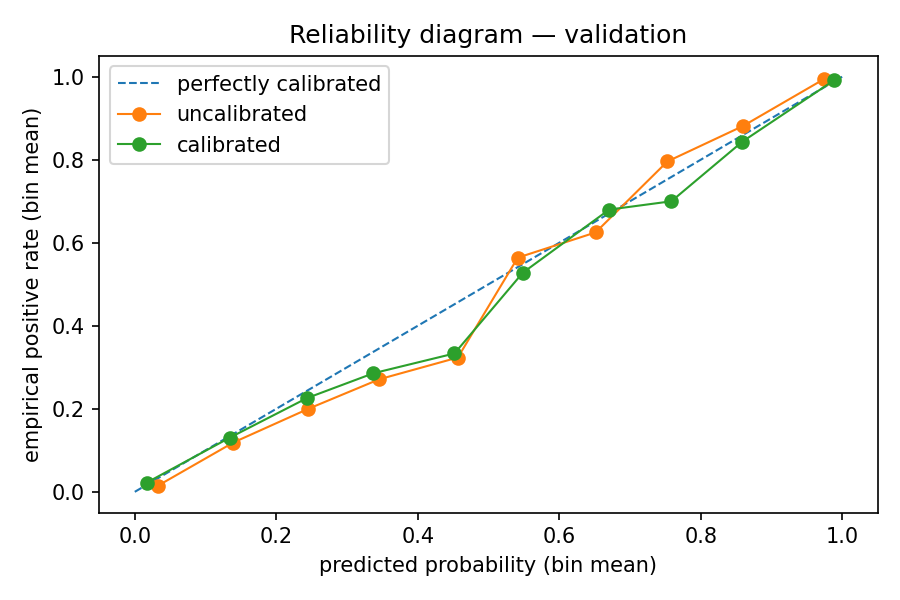 Reliability diagram — validation
perfectly calibrated
uncalibrated
calibrated
1.0
0.8
0.6
0.4
0.2
0.0
empirical positive rate (bin mean)
0.0 0.2 0.4 0.6 0.8 1.0
predicted probability (bin mean)